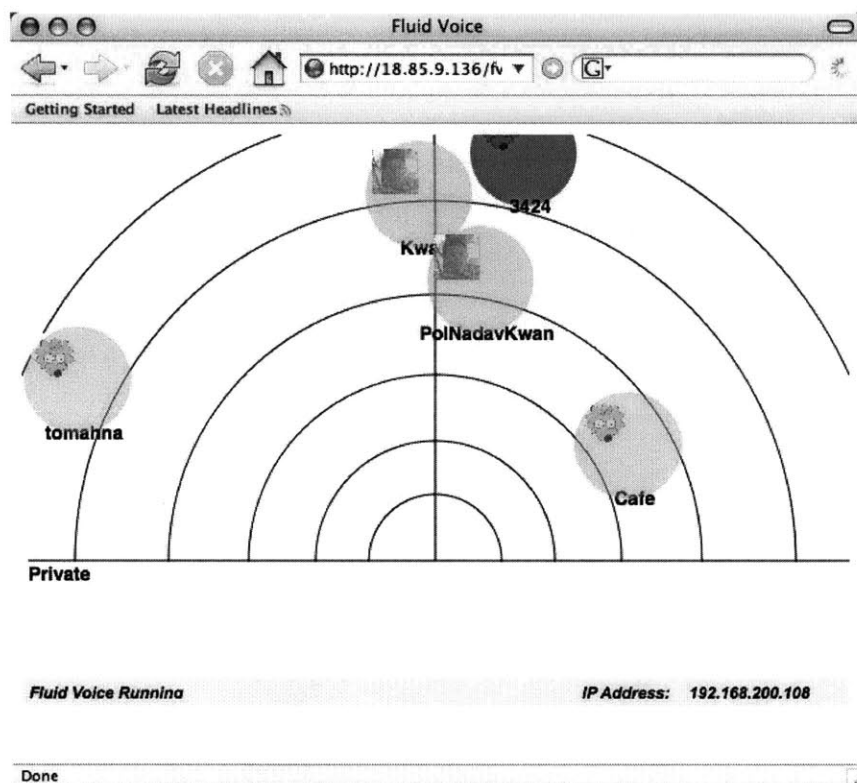 Fluid Voice
http://18.85.9.136/fv
G
Getting Started Latest Headlines
3424
Kwa
PolNadavKwan
tomahna
Cafe
Private
Fluid Voice Running
IP Address: 192.168.200.108
Done